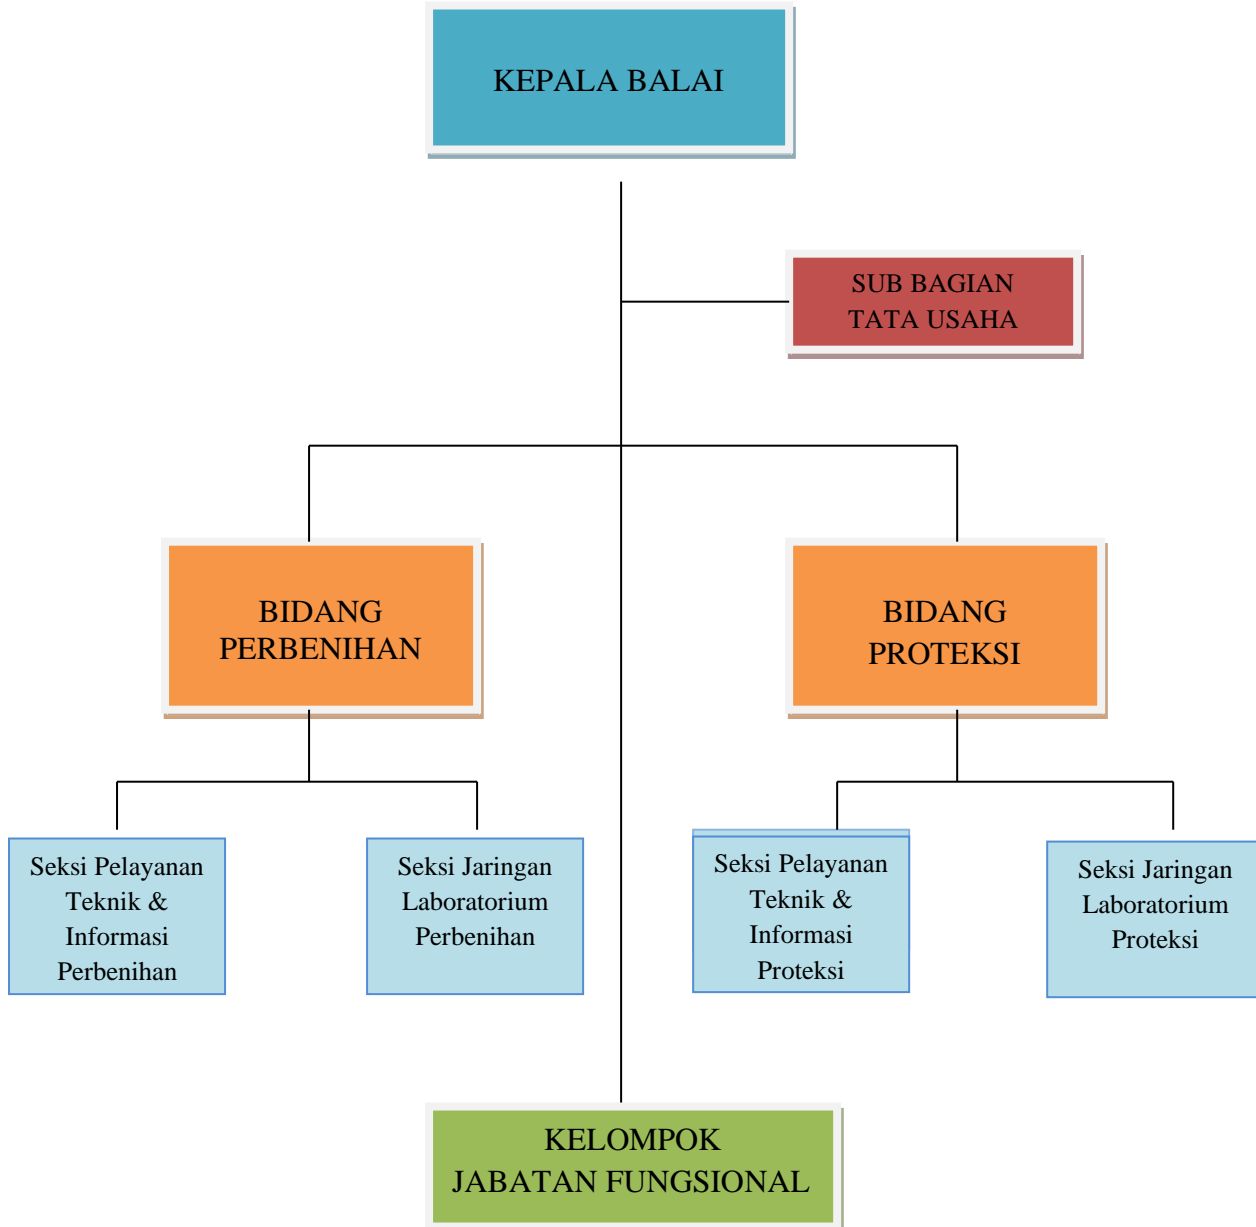 KEPALA BALAI
SUB BAGIAN
TATA USAHA
BIDANG
PERBENIHAN
BIDANG
PROTEKSI
Seksi Pelayanan
Teknik &
Informasi
Perbenihan
Seksi Jaringan
Laboratorium
Perbenihan
Seksi Pelayanan
Teknik &
Informasi
Proteksi
Seksi Jaringan
Laboratorium
Proteksi
KELOMPOK
JABATAN FUNGSIONAL